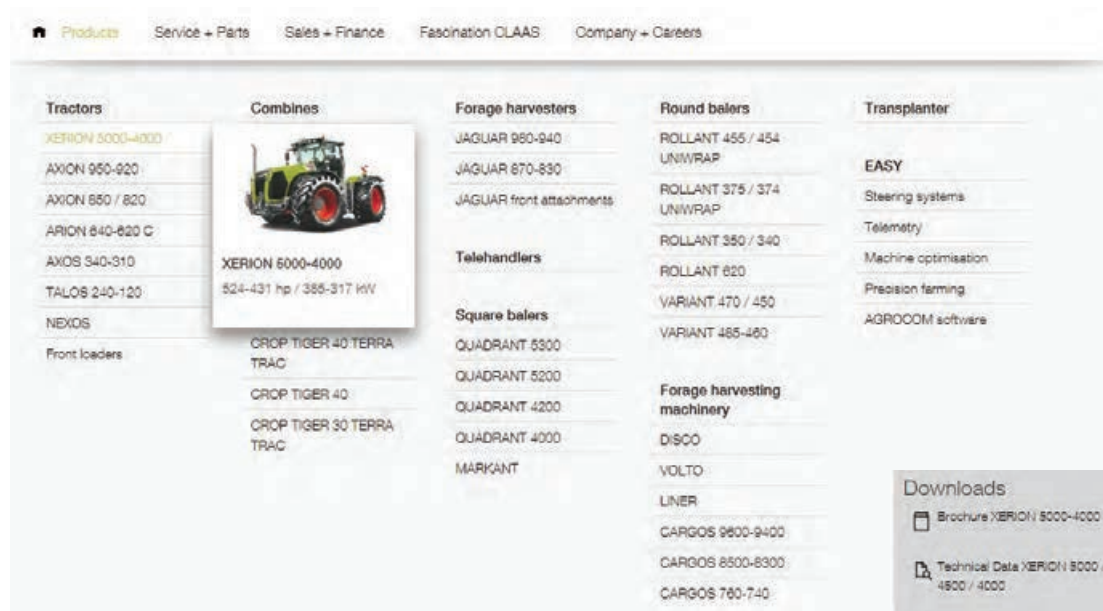 Products Service + Parts Sales + Finance Fascination CLAAS Company + Careers
Tractors
XERION 5000-4000
AXION 950-920
AXION 850 / 820
ARION 640-620 C
AXOS 340-310
TALOS 240-120
NEXOS
Front loaders
Combines
XERION 5000-4000
524-431 hp / 385-317 kW
CROP TIGER 40 TERRA
TRAC
CROP TIGER 40
CROP TIGER 30 TERRA
TRAC
Forage harvesters
JAGUAR 980-940
JAGUAR 870-830
JAGUAR front attachments
Telehandlers
Square balers
QUADRANT 5300
QUADRANT 5200
QUADRANT 4200
QUADRANT 4000
MARKANT
Round balers
ROLLANT 455 / 454
UNIWRAP
ROLLANT 375 / 374
UNIWRAP
ROLLANT 350 / 340
ROLLANT 620
VARIANT 470 / 450
VARIANT 485-460
Forage harvesting
machinery
DISCO
VOLTO
LINER
CARGOS 9600-9400
CARGOS 8500-8300
CARGOS 760-740
Transplanter
EASY
Steering systems
Telemetry
Machine optimisation
Precision farming
AGROCOM software
Downloads
Brochure XERION 5000-4000
Technical Data XERION 5000 /
4500 / 4000